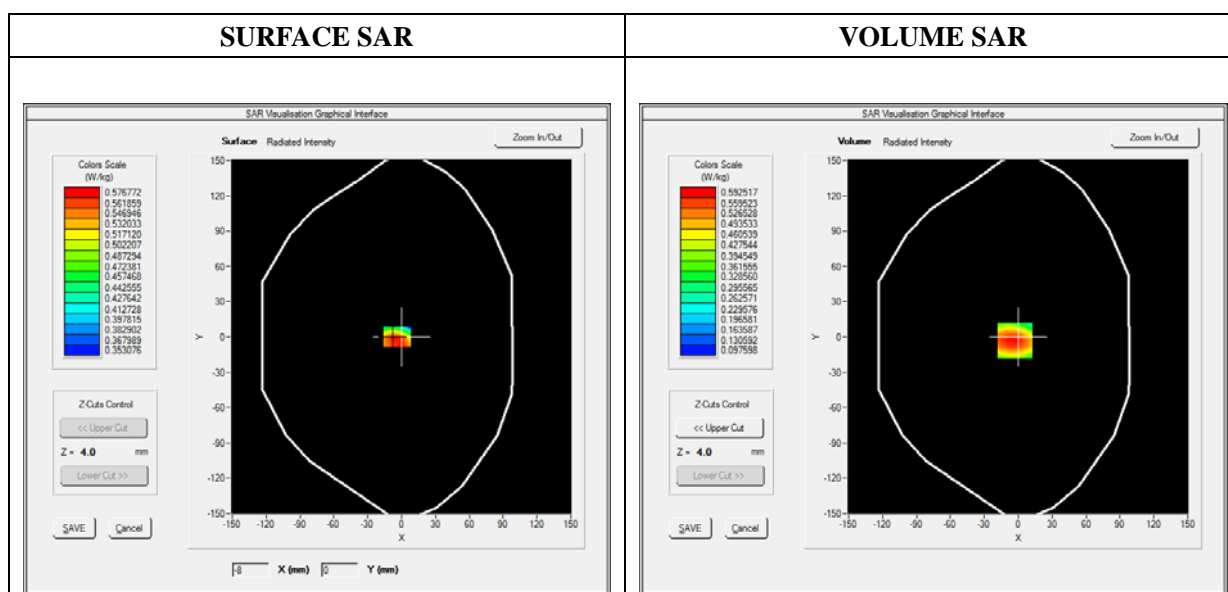 SURFACE SAR
VOLUME SAR
SAR Visualisation Graphical Interface
Surface Radiated Intensity
Zoom In/Out
Colors Scale
(W/kg)
0.576772
0.561859
0.546946
0.532033
0.517120
0.502207
0.487294
0.472381
0.457468
0.442555
0.427642
0.412728
0.397815
0.382902
0.367989
0.353076
150
120
90
60
30
0
-30
-60
-90
-120
-150
Y
-150 -120 -90 -60 -30 0 30 60 90 120 150
X
Z-Cuts Control
<< Upper Cut
Z = 4.0 mm
Lower Cut >>
SAVE Cancel
-8 X (mm) 0 Y (mm)
SAR Visualisation Graphical Interface
Volume Radiated Intensity
Zoom In/Out
Colors Scale
(W/kg)
0.592517
0.559523
0.526528
0.493533
0.460539
0.427544
0.394549
0.361555
0.328560
0.295565
0.262571
0.229576
0.196581
0.163587
0.130592
0.097598
150
120
90
60
30
0
-30
-60
-90
-120
-150
Y
-150 -120 -90 -60 -30 0 30 60 90 120 150
X
Z-Cuts Control
<< Upper Cut
Z = 4.0 mm
Lower Cut >>
SAVE Cancel